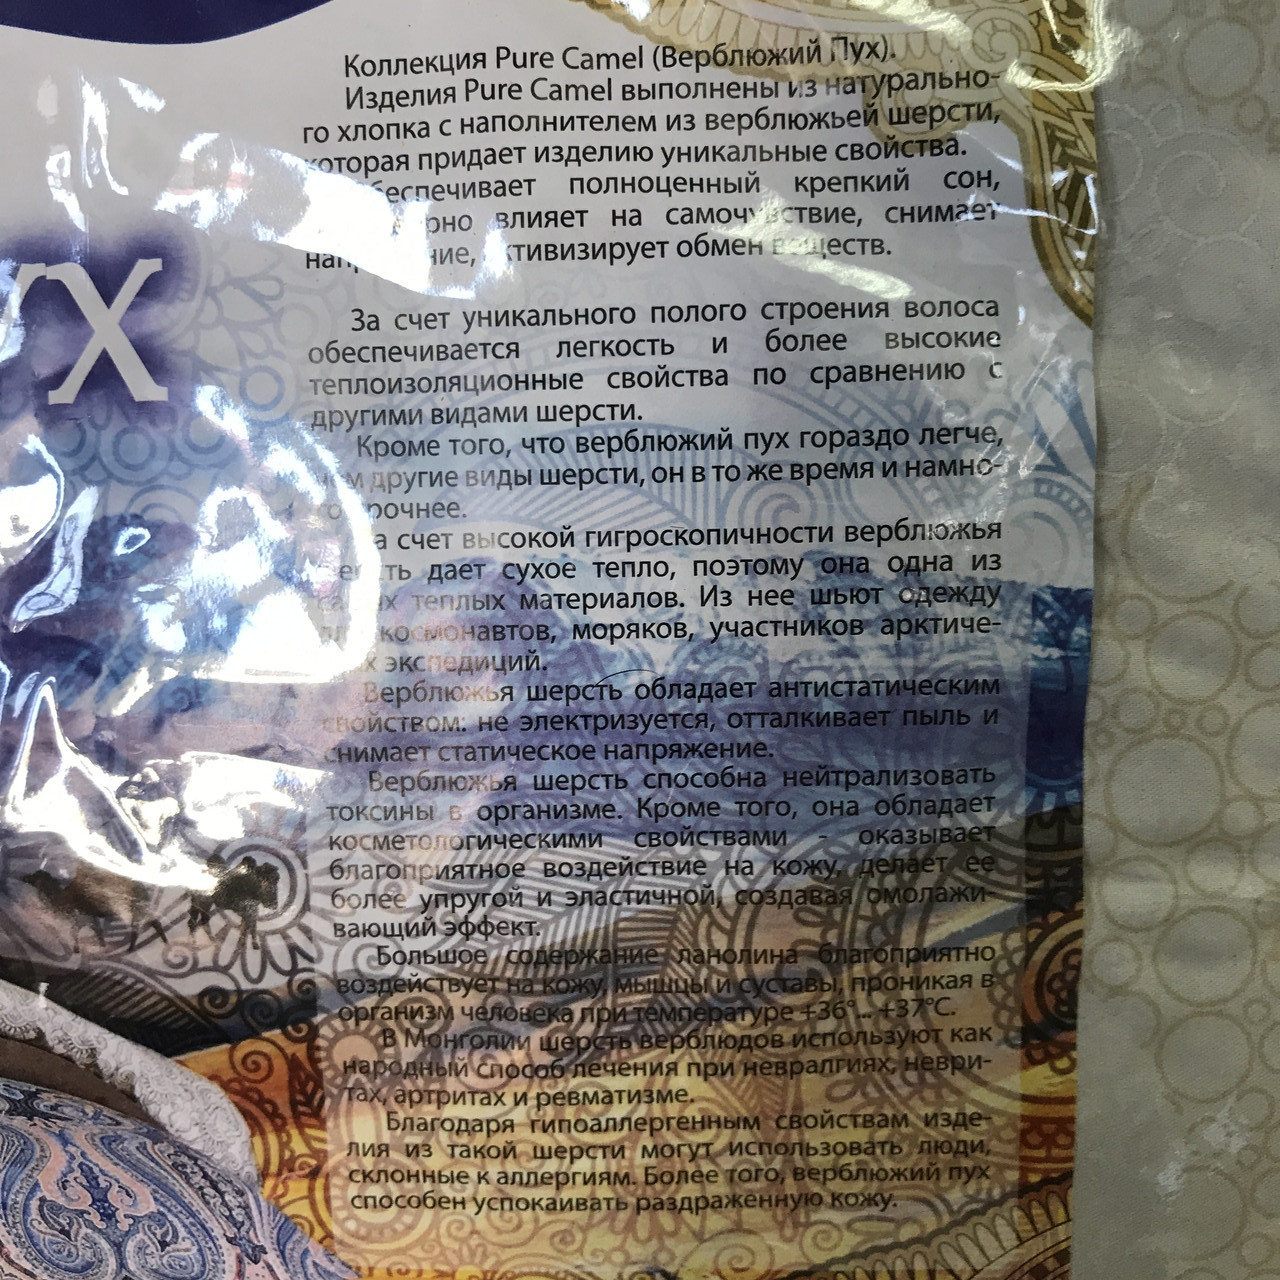 Коллекция Pure Camel (Верблюжий Пух).
Изделия Pure Camel выполнены из натурально-
го хлопка с наполнителем из верблюжьей шерсти,
которая придает изделию уникальные свойства.
полноценный крепкий сон,
влияет на самочувствие, снимает
активизирует обмен веществ.
УХ
За счет уникального полого строения волоса
обеспечивается легкость и более высокие
теплоизоляционные свойства по сравнению с
другими видами шерсти.
Кроме того, что верблюжий пух гораздо легче,
чем другие виды шерсти, он в то же время и намно-
го прочнее.
За счет высокой гигроскопичности верблюжья
шерсть дает сухое тепло, поэтому она одна из
самых теплых материалов. Из нее шьют одежду
для космонавтов, моряков, участников арктиче-
ских экспедиций.
Верблюжья шерсть обладает антистатическим
свойством: не электризуется, отталкивает пыль и
снимает статическое напряжение.
Верблюжья шерсть способна нейтрализовать
токсины в организме. Кроме того, она обладает
косметологическими свойствами - оказывает
благоприятное воздействие на кожу, делает ее
более упругой и эластичной, создавая омолажи-
вающий эффект.
Большое содержание ланолина благоприятно
воздействует на кожу, мышцы и суставы, проникая в
организм человека при температуре +36°... +37°С.
В Монголии шерсть верблюдов используют как
народный способ лечения при невралгиях, неври-
тах, артритах и ревматизме.
Благодаря гипоаллергенным свойствам изде-
лия из такой шерсти могут использовать люди,
склонные к аллергиям. Более того, верблюжий пух
способен успокаивать раздраженную кожу.